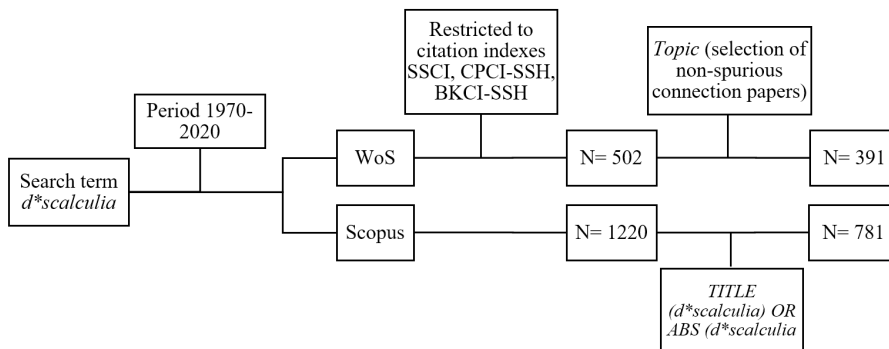 Restricted to
citation indexes
SSCI, CPCI-SSH,
BKCI-SSH
Topic (selection of
non-spurious
connection papers)
Period 1970-
2020
WoS
N= 502
N= 391
Search term
d*scalculia
Scopus
N= 1220
N= 781
TITLE
(d*scalculia) OR
ABS (d*scalculia